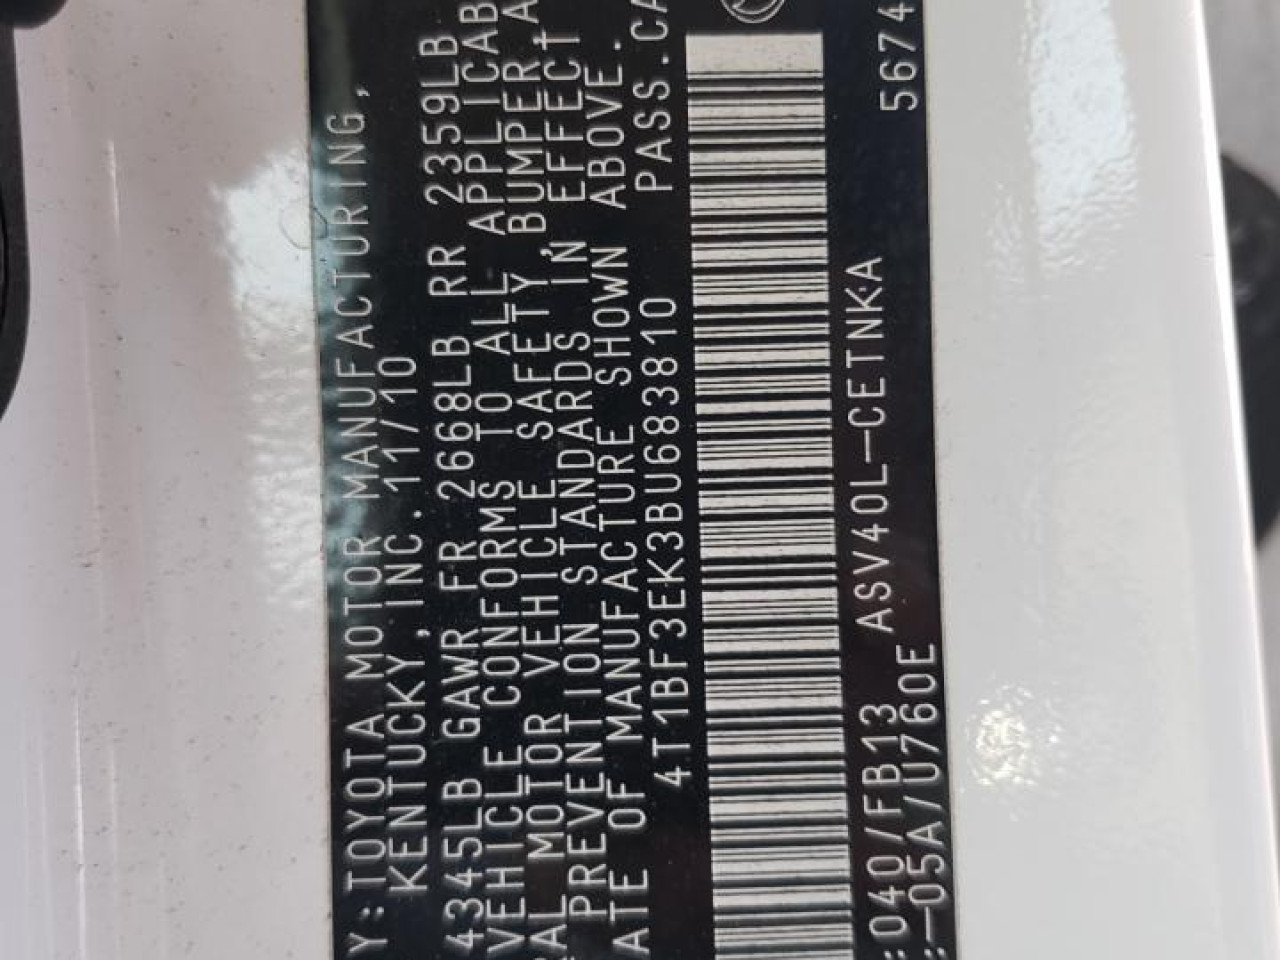 Y:TOYOTA MOTOR MANUFACTURING,
KENTUCKY,INC. 11/10
4345LB GAWR FR 2668LB RR 2359LB
VEHICLE CONFORMS TO ALL APPLICAB
RAL MOTOR VEHICLE SAFETY,BUMPER,A
PREVENTION STANDARDS IN EFFECT
ATE OF MANUFACTURE SHOWN ABOVE.
4T1BF3EK3BU683810 PASS.CA
:040/FB13 ASV40L-CETNKA 5674
:-05A/U760E